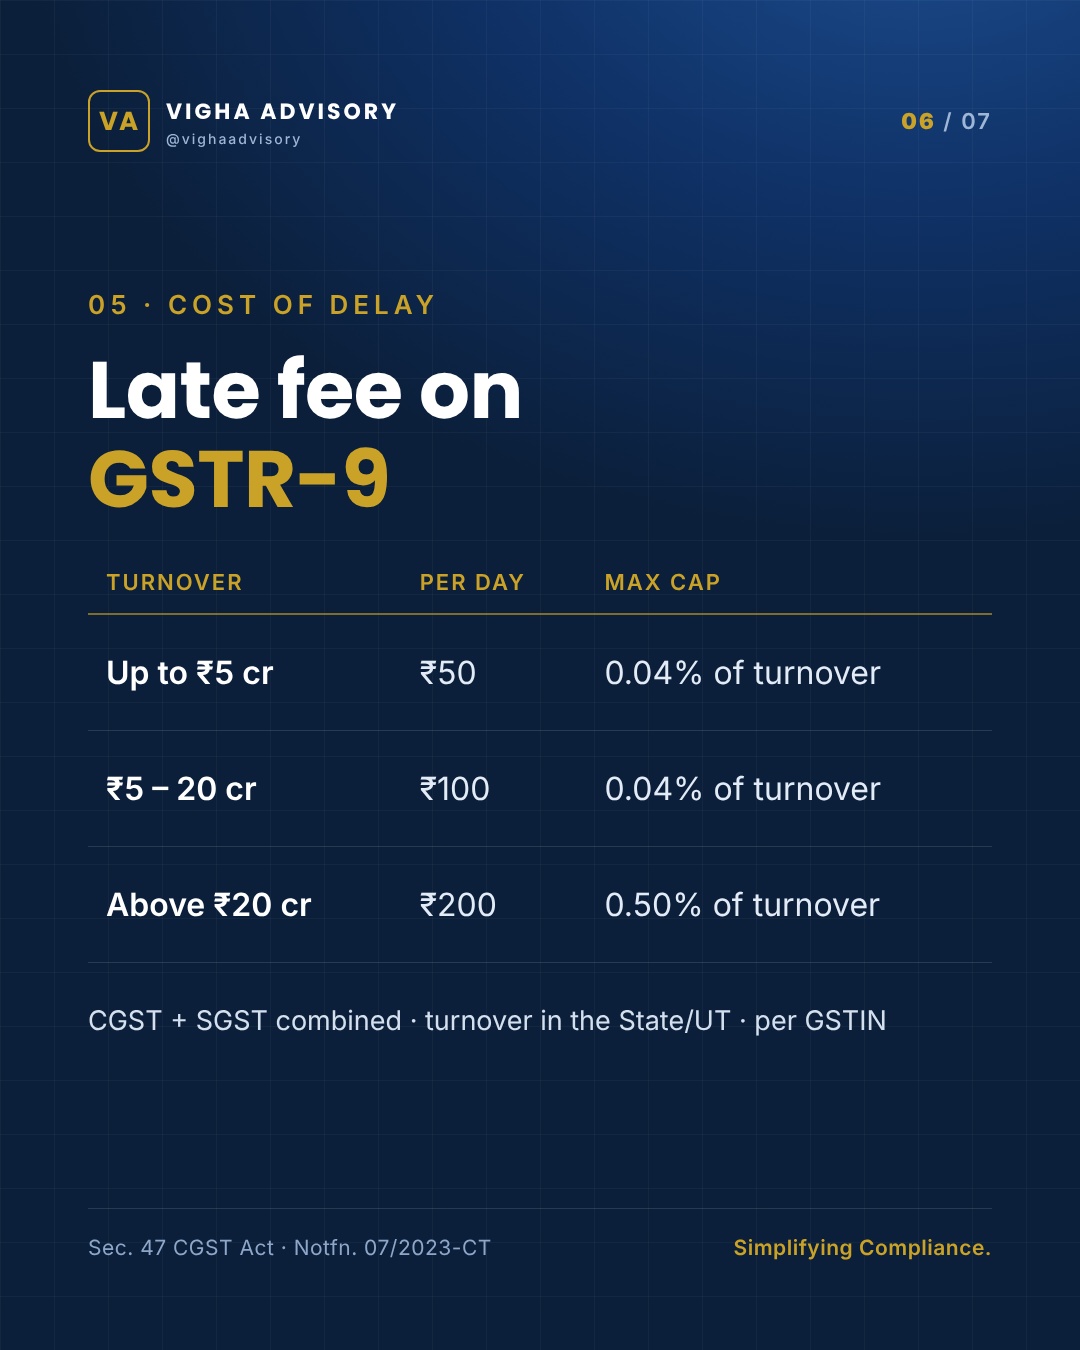 VA
VIGHA ADVISORY
@vighaadvisory
06 / 07
05 · COST OF DELAY
Late fee on
GSTR-9
TURNOVER PER DAY MAX CAP
Up to ₹5 cr ₹50 0.04% of turnover
₹5 – 20 cr ₹100 0.04% of turnover
Above ₹20 cr ₹200 0.50% of turnover
CGST + SGST combined · turnover in the State/UT · per GSTIN
Sec. 47 CGST Act · Notfn. 07/2023-CT
Simplifying Compliance.